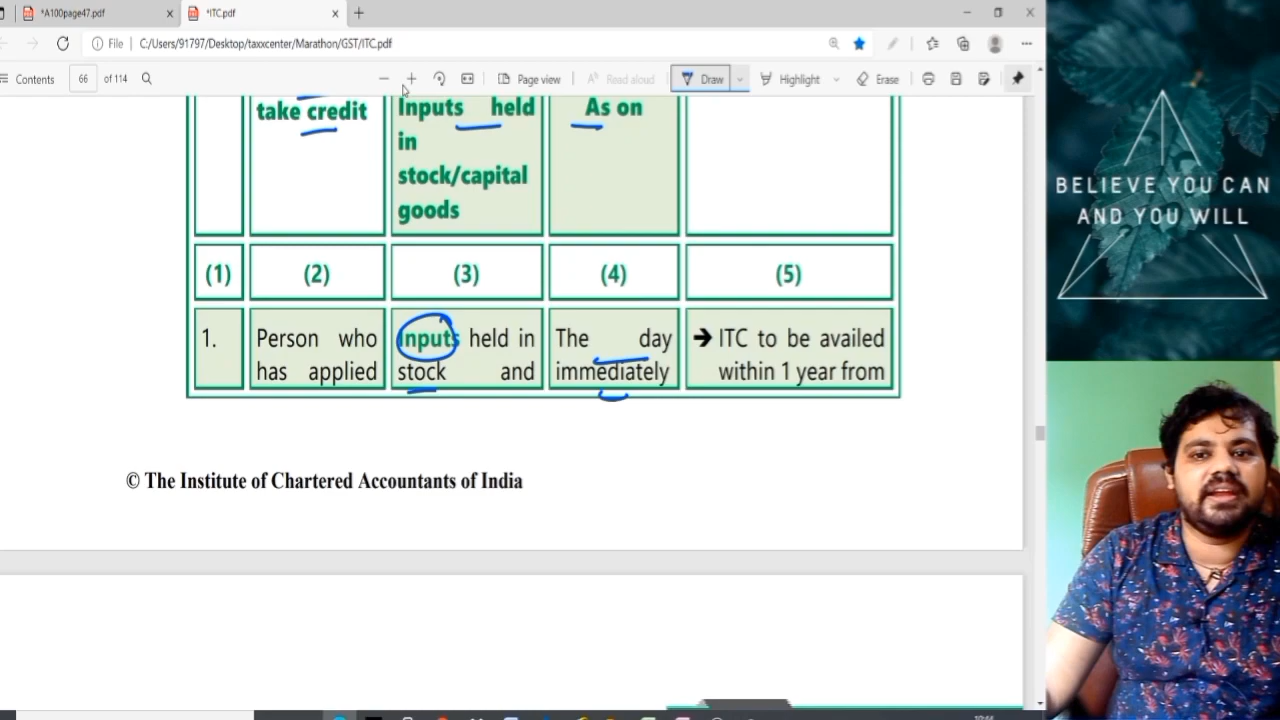 *A100page47.pdf
*ITC.pdf
File
C:/Users/91797/Desktop/taxxcenter/Marathon/GST/ITC.pdf
Contents
66
of 114
Page view
Read aloud
Draw
Highlight
Erase
take credit
Inputs held
in
stock/capital
goods
As on
(1)
(2)
(3)
(4)
(5)
1.
Person who
has applied
Inputs held in
stock and
The day
immediately
➔ ITC to be availed
within 1 year from
© The Institute of Chartered Accountants of India
BELIEVE YOU CAN
AND YOU WILL